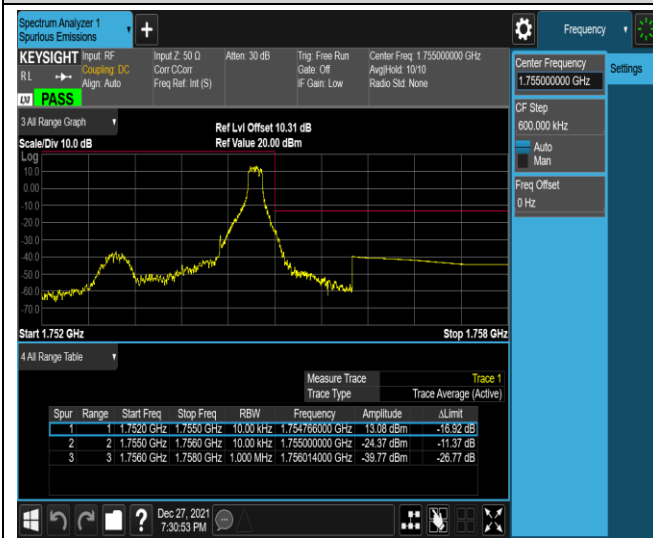 Spectrum Analyzer 1
Spurious Emissions
Frequency
KEYSIGHT Input: RF Input Z: 50 Ω Atten: 30 dB Trig: Free Run Center Freq: 1.755000000 GHz
RL Coupling: DC Corr CCorr Gate: Off Avg|Hold: 10/10
Align: Auto Freq Ref: Int (S) IF Gain: Low Radio Std: None
LXI PASS
Center Frequency
1.755000000 GHz
Settings
CF Step
600.000 kHz
Auto
Man
Freq Offset
0 Hz
3 All Range Graph
Ref Lvl Offset 10.31 dB
Scale/Div 10.0 dB Ref Value 20.00 dBm
Log
10.0
0.00
-10.0
-20.0
-30.0
-40.0
-50.0
-60.0
-70.0
Start 1.752 GHz Stop 1.758 GHz
4 All Range Table
Measure Trace Trace 1
Trace Type Trace Average (Active)
Spur Range Start Freq Stop Freq RBW Frequency Amplitude ΔLimit
1 1 1.7520 GHz 1.7550 GHz 10.00 kHz 1.754766000 GHz 13.08 dBm -16.92 dB
2 2 1.7550 GHz 1.7560 GHz 10.00 kHz 1.755000000 GHz -24.37 dBm -11.37 dB
3 3 1.7560 GHz 1.7580 GHz 1.000 MHz 1.756014000 GHz -39.77 dBm -26.77 dB
Dec 27, 2021
7:30:53 PM